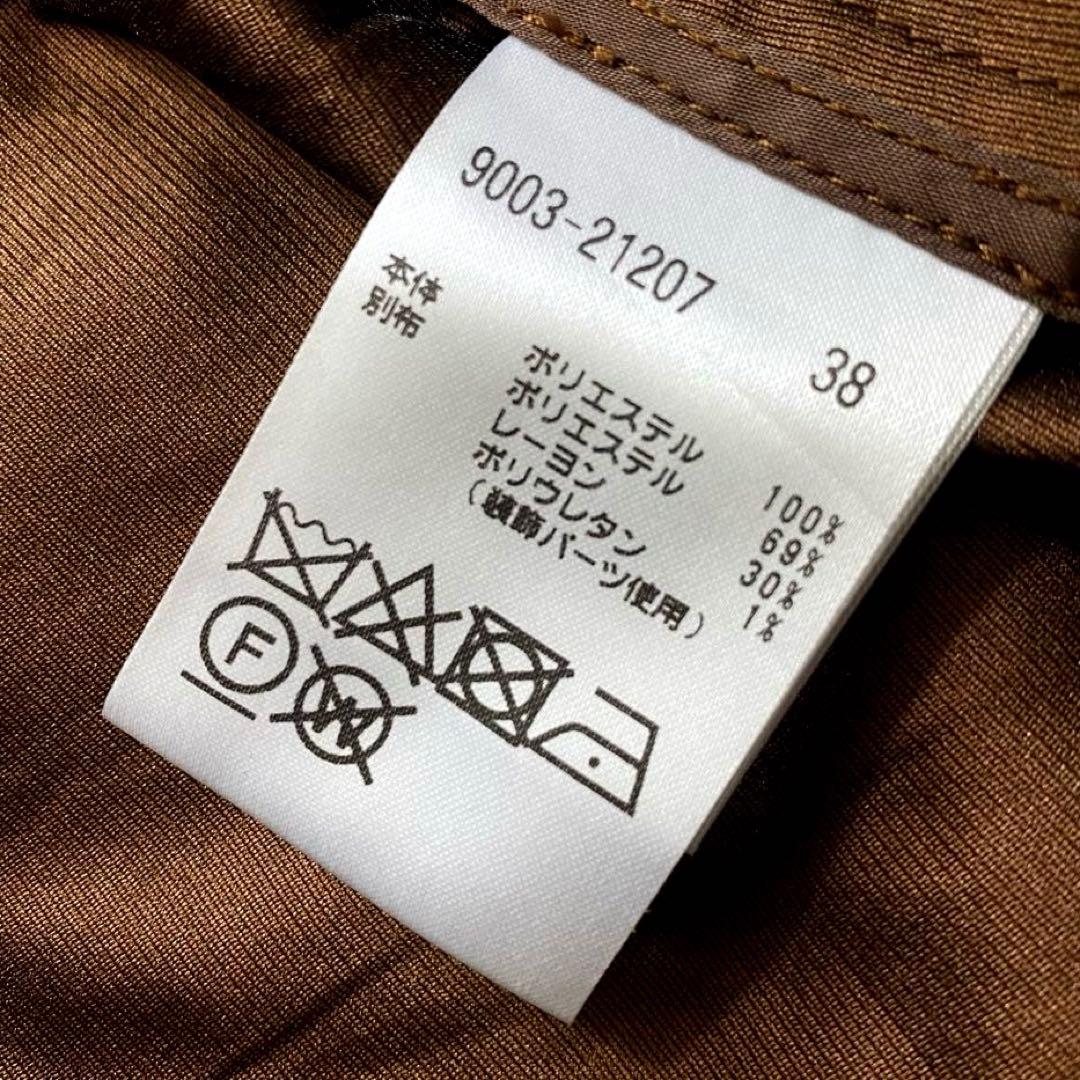 9003-21207
38
本体 ポリエステル 100%
別布 ポリエステル 69%
レーヨン 30%
ポリウレタン 1%
(装飾パーツ使用)
F
W